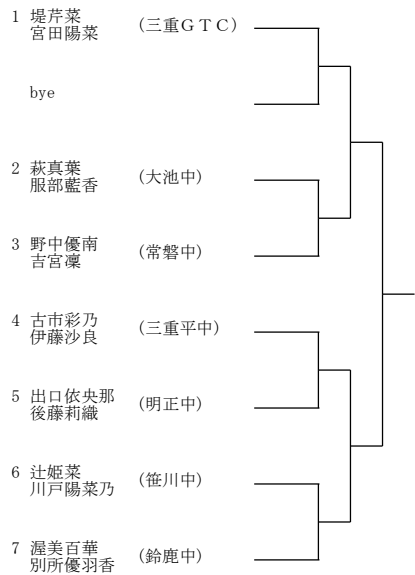 1 堤芹菜 (三重GTC)
宮田陽菜
bye
2 萩真葉 (大池中)
服部藍香
3 野中優南 (常磐中)
吉宮凜
4 古市彩乃 (三重平中)
伊藤沙良
5 出口依央那 (明正中)
後藤莉織
6 辻姫菜 (笹川中)
川戸陽菜乃
7 渥美百華 (鈴鹿中)
別所優羽香